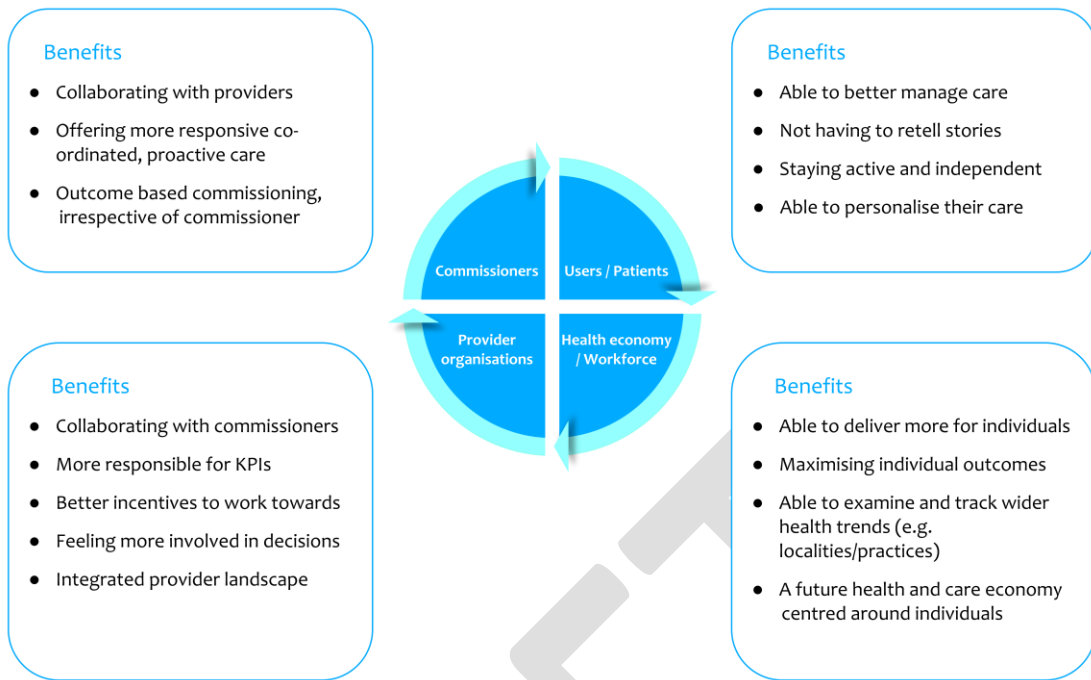 Benefits
● Collaborating with providers
● Offering more responsive co-
ordinated, proactive care
● Outcome based commissioning,
irrespective of commissioner
Benefits
● Able to better manage care
● Not having to retell stories
● Staying active and independent
● Able to personalise their care
Commissioners
Users / Patients
Provider
organisations
Health economy
/ Workforce
Benefits
● Collaborating with commissioners
● More responsible for KPIs
● Better incentives to work towards
● Feeling more involved in decisions
● Integrated provider landscape
Benefits
● Able to deliver more for individuals
● Maximising individual outcomes
● Able to examine and track wider
health trends (e.g.
localities/practices)
● A future health and care economy
centred around individuals